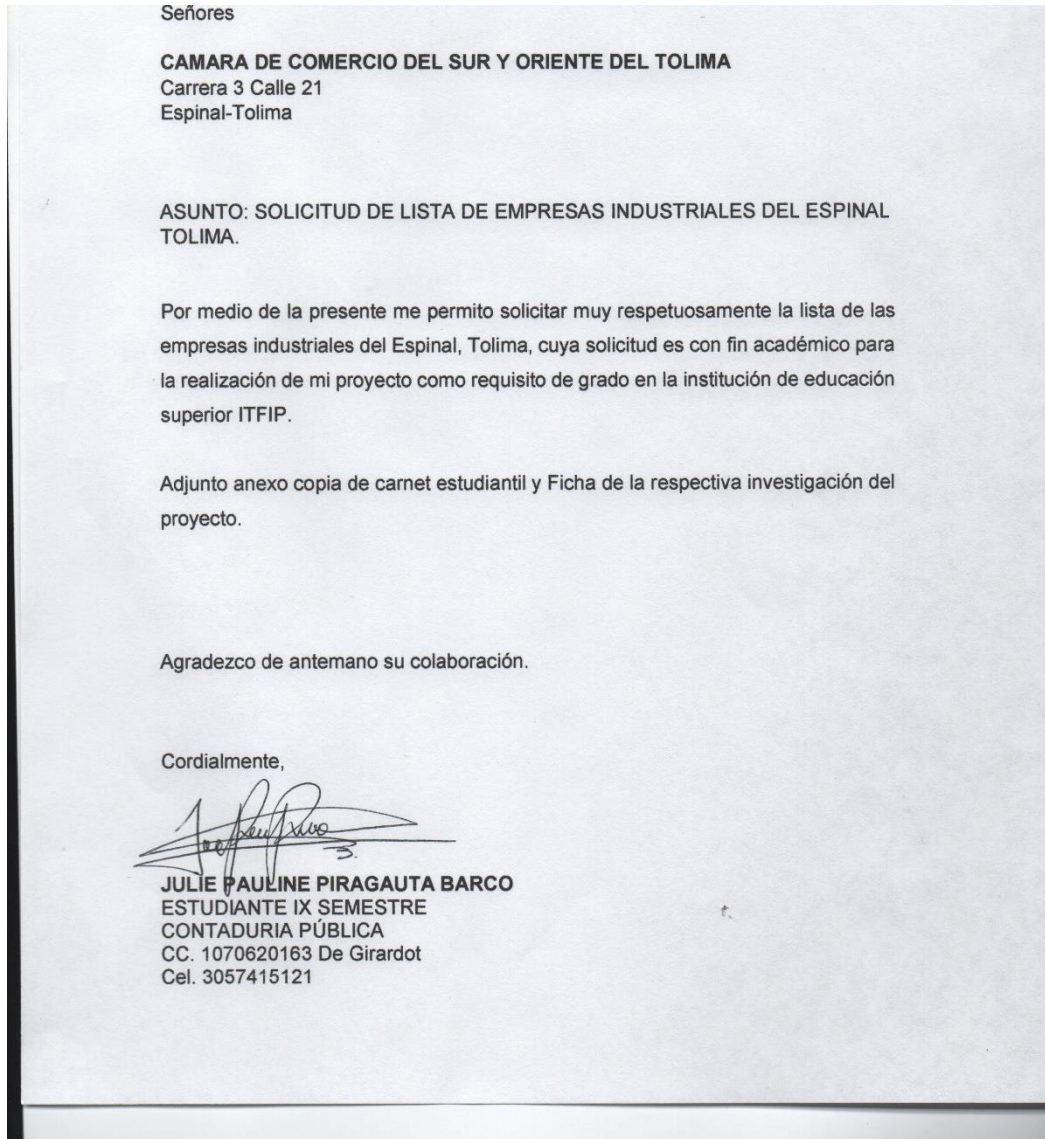 Señores
CAMARA DE COMERCIO DEL SUR Y ORIENTE DEL TOLIMA
Carrera 3 Calle 21
Espinal-Tolima
ASUNTO: SOLICITUD DE LISTA DE EMPRESAS INDUSTRIALES DEL ESPINAL
TOLIMA.
Por medio de la presente me permito solicitar muy respetuosamente la lista de las
empresas industriales del Espinal, Tolima, cuya solicitud es con fin académico para
la realización de mi proyecto como requisito de grado en la institución de educación
superior ITFIP.
Adjunto anexo copia de carnet estudiantil y Ficha de la respectiva investigación del
proyecto.
Agradezco de antemano su colaboración.
Cordialmente,
JULIE PAULINE PIRAGAUTA BARCO
ESTUDIANTE IX SEMESTRE
CONTADURIA PÚBLICA
CC. 1070620163 De Girardot
Cel. 3057415121